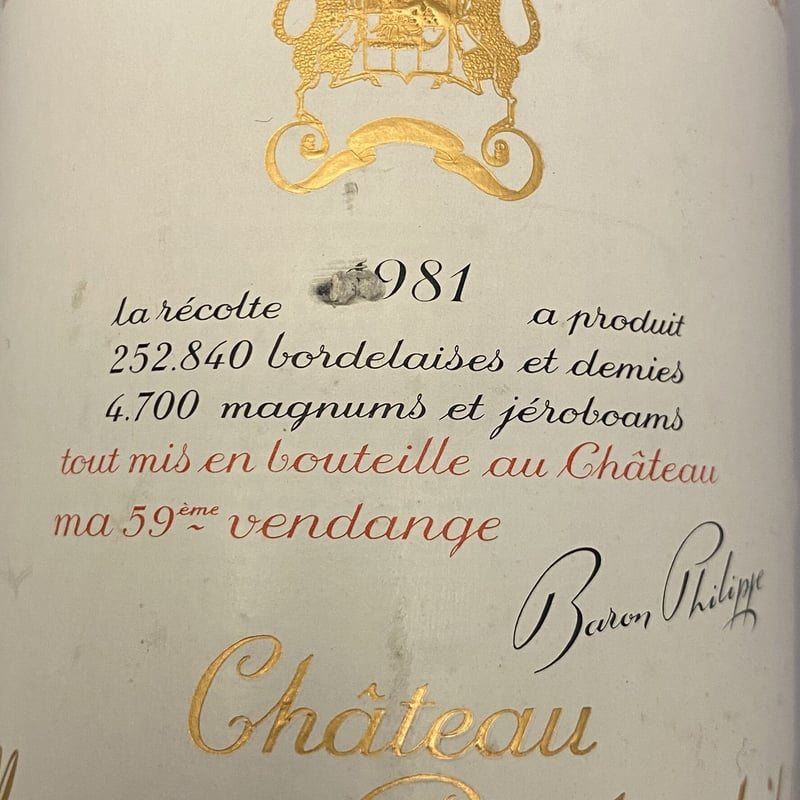 1981
la récolte a produit
252.840 bordelaises et demies
4.700 magnums et jéroboams
tout mis en bouteille au Château
ma 59ème vendange
Baron Philippe
Château